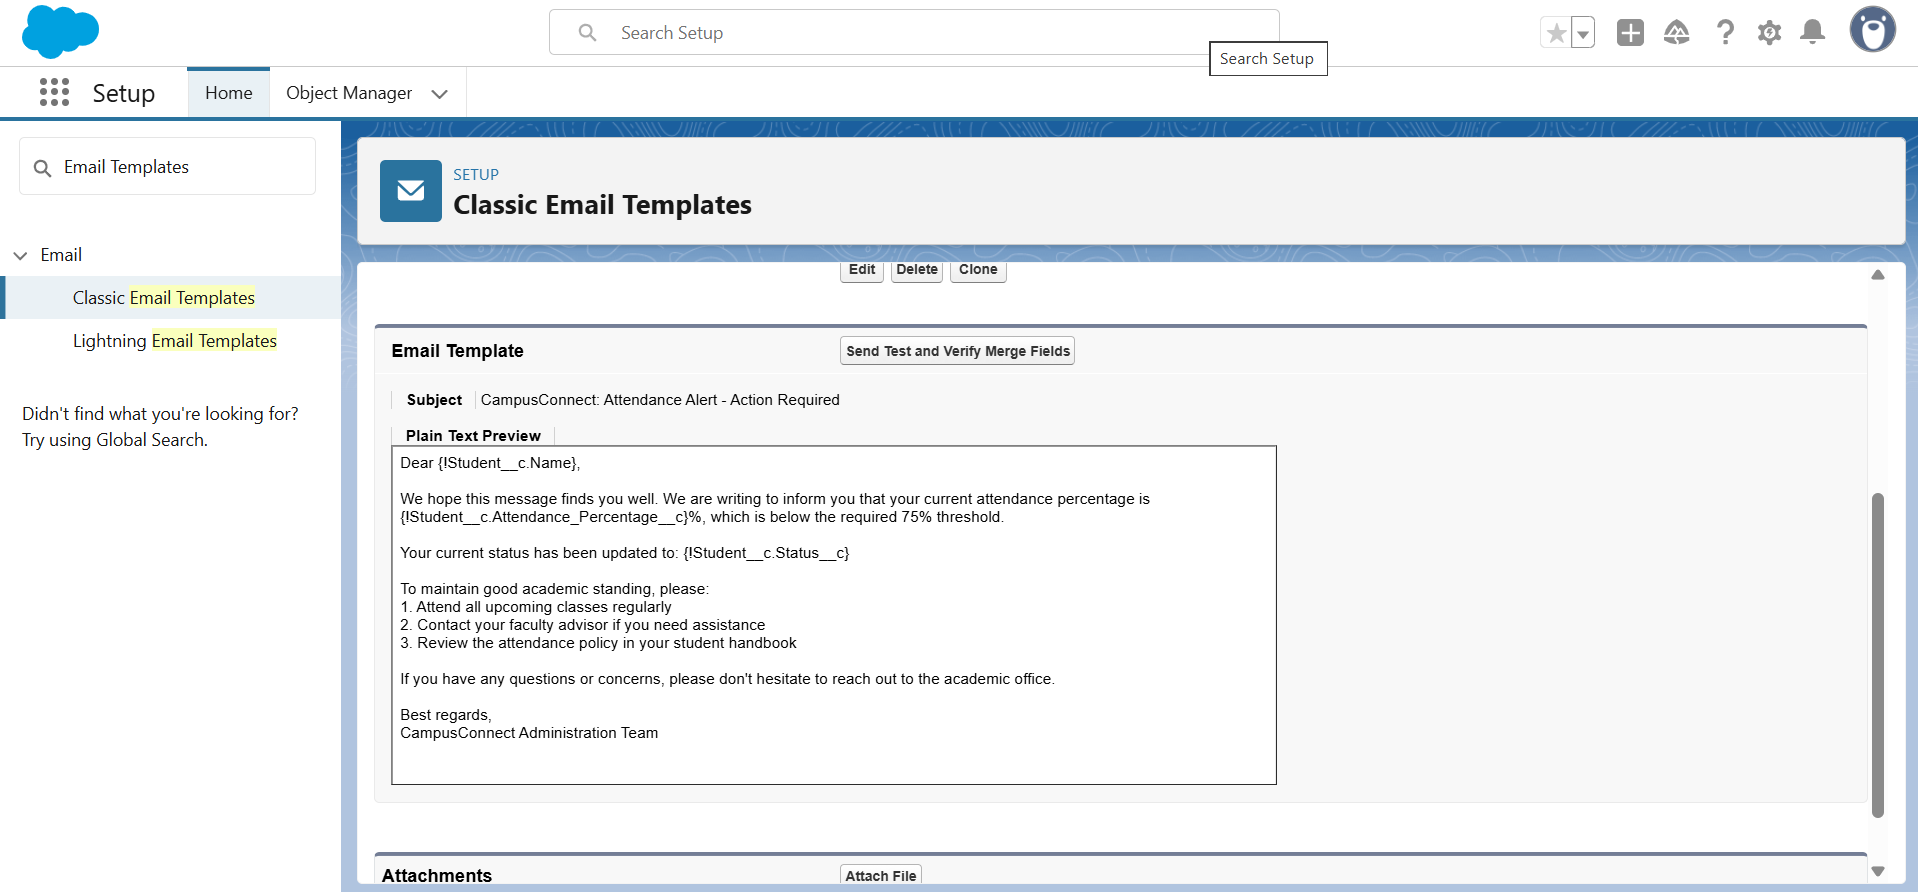 Search Setup
Search Setup
Setup
Home
Object Manager
Email Templates
Email
Classic Email Templates
Lightning Email Templates
Didn't find what you're looking for?
Try using Global Search.
SETUP
Classic Email Templates
Edit
Delete
Clone
Email Template
Send Test and Verify Merge Fields
Subject
CampusConnect: Attendance Alert - Action Required
Plain Text Preview
Dear {!Student__c.Name},
We hope this message finds you well. We are writing to inform you that your current attendance percentage is
{!Student__c.Attendance_Percentage__c}%, which is below the required 75% threshold.
Your current status has been updated to: {!Student__c.Status__c}
To maintain good academic standing, please:
1. Attend all upcoming classes regularly
2. Contact your faculty advisor if you need assistance
3. Review the attendance policy in your student handbook
If you have any questions or concerns, please don't hesitate to reach out to the academic office.
Best regards,
CampusConnect Administration Team
Attachments
Attach File